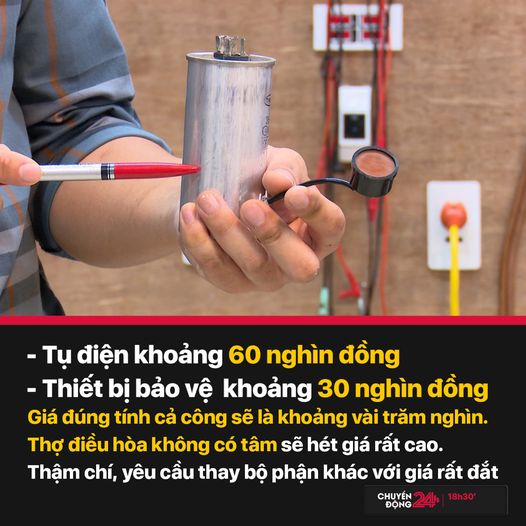 - Tụ điện khoảng 60 nghìn đồng
- Thiết bị bảo vệ khoảng 30 nghìn đồng
Giá đúng tính cả công sẽ là khoảng vài trăm nghìn.
Thợ điều hòa không có tâm sẽ hét giá rất cao.
Thậm chí, yêu cầu thay bộ phận khác với giá rất đắt
CHUYỂN ĐỘNG 24h 18h30'